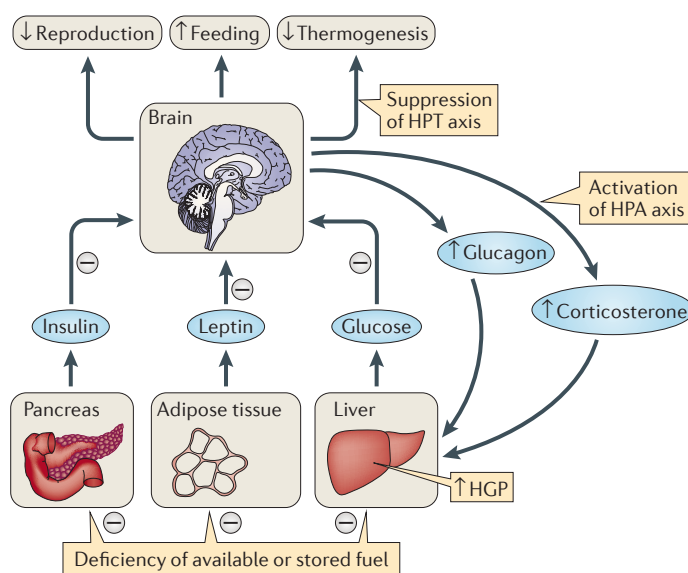 ↓Reproduction
↑Feeding
↓Thermogenesis
Brain
Suppression
of HPT axis
Activation
of HPA axis
↑Glucagon
↑Corticosterone
−
−
−
Insulin
Leptin
Glucose
Pancreas
Adipose tissue
Liver
↑HGP
−
−
−
Deficiency of available or stored fuel